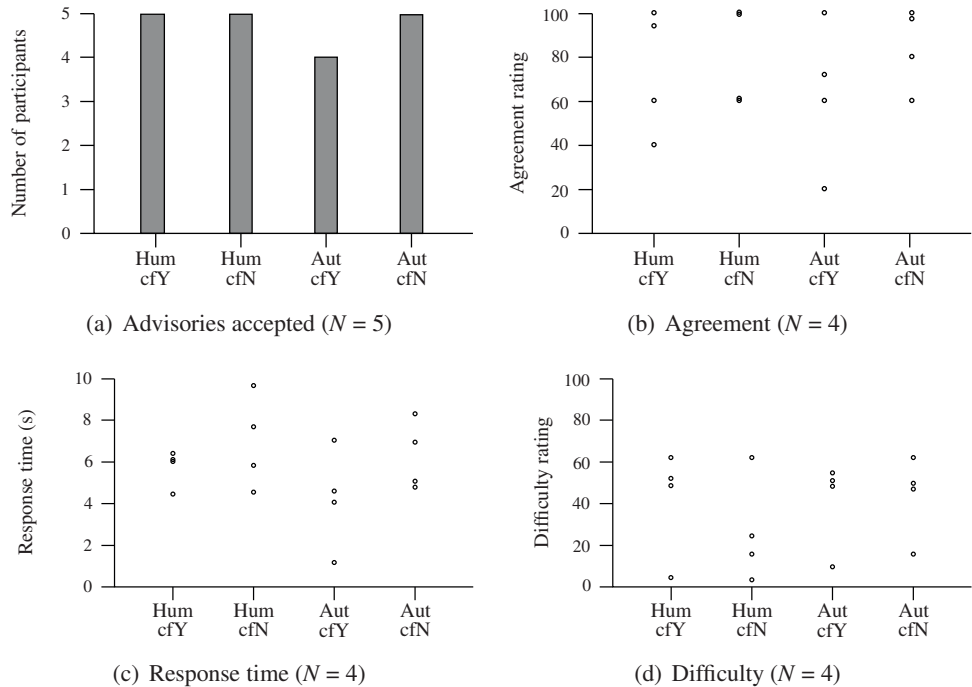 Number of participants
5
4
3
2
1
0
Hum
cfY
Hum
cfN
Aut
cfY
Aut
cfN
(a) Advisories accepted (N = 5)
Agreement rating
100
80
60
40
20
0
Hum
cfY
Hum
cfN
Aut
cfY
Aut
cfN
(b) Agreement (N = 4)
Response time (s)
10
8
6
4
2
0
Hum
cfY
Hum
cfN
Aut
cfY
Aut
cfN
(c) Response time (N = 4)
Difficulty rating
100
80
60
40
20
0
Hum
cfY
Hum
cfN
Aut
cfY
Aut
cfN
(d) Difficulty (N = 4)